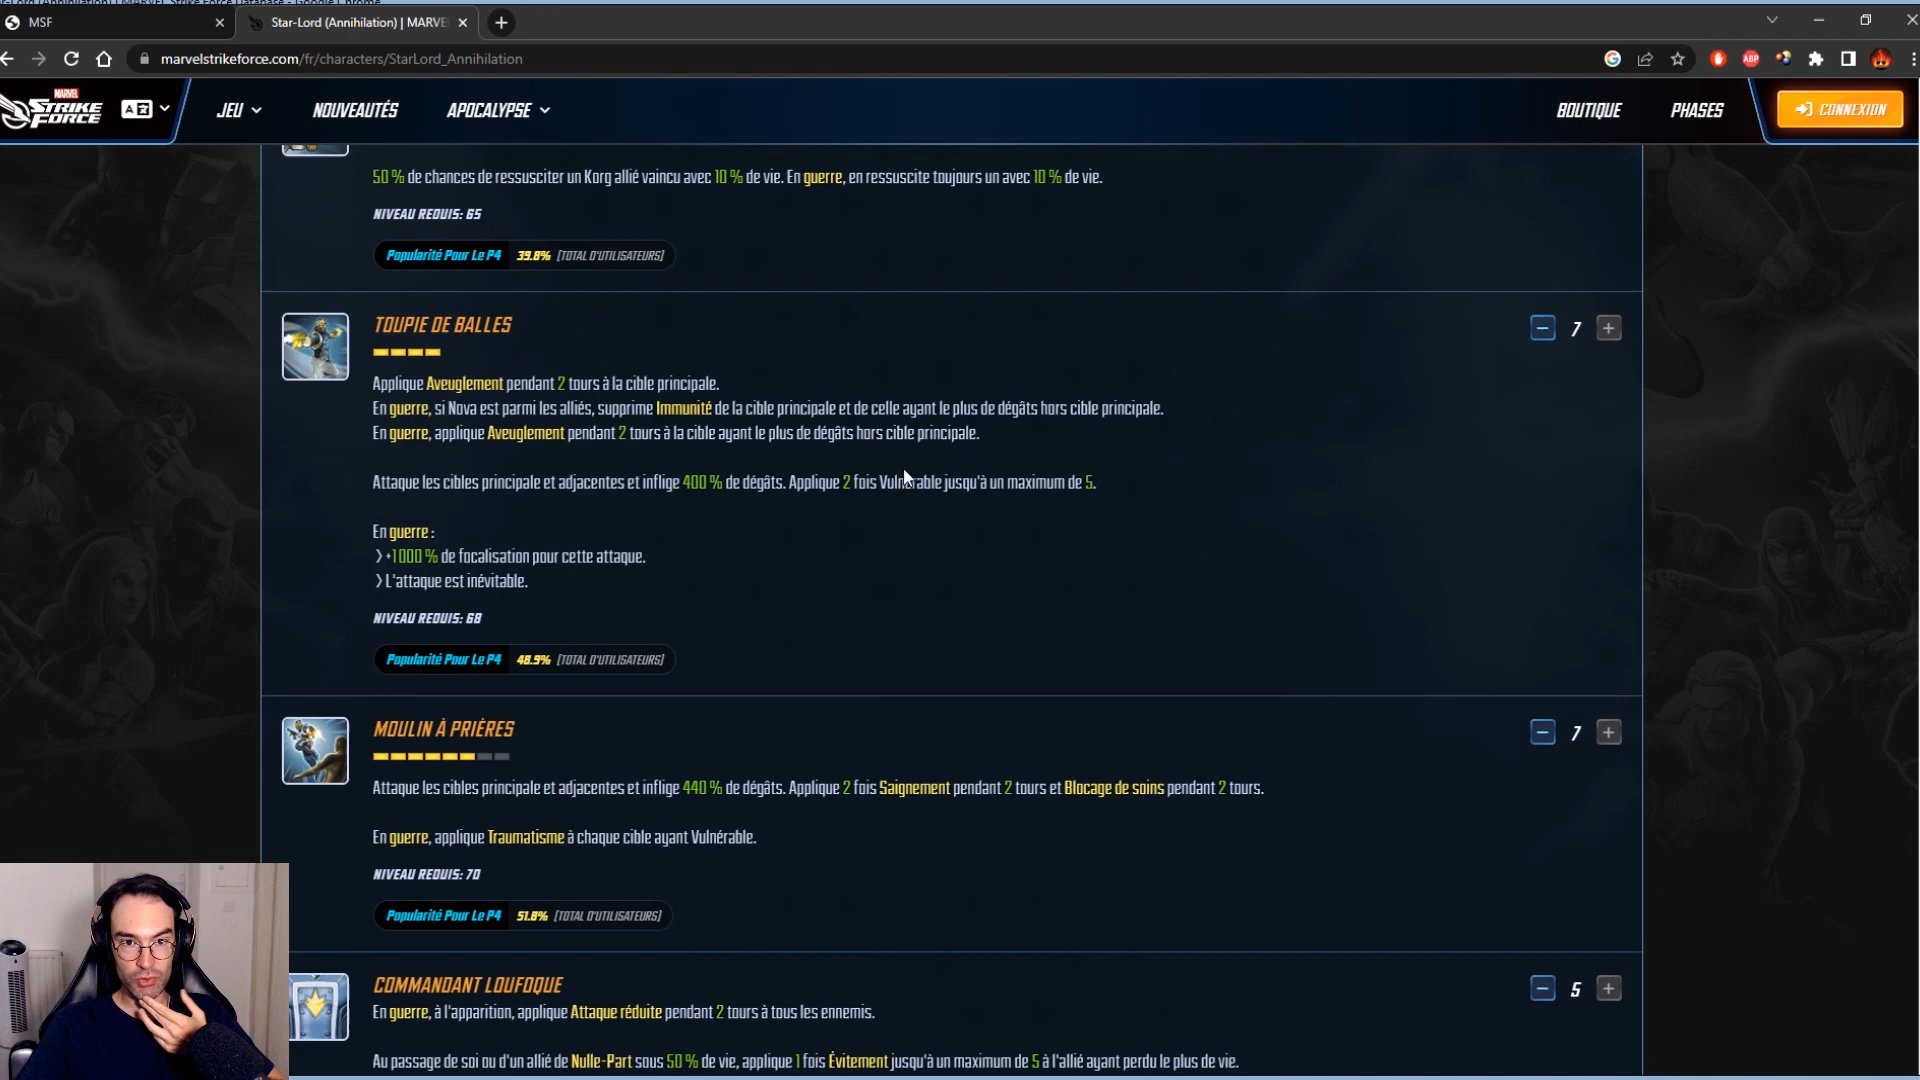 MSF
Star-Lord (Annihilation) | MARVE
marvelstrikeforce.com/fr/characters/StarLord_Annihilation
ABP
MARVEL
STRIKE
FORCE
JEU
NOUVEAUTÉS
APOCALYPSE
BOUTIQUE
PHASES
CONNEXION
50 % de chances de ressusciter un Korg allié vaincu avec 10 % de vie. En guerre, en ressuscite toujours un avec 10 % de vie.
NIVEAU REQUIS: 65
Popularité Pour Le P4 39.8% [TOTAL D'UTILISATEURS]
TOUPIE DE BALLES
7
Applique Aveuglement pendant 2 tours à la cible principale.
En guerre, si Nova est parmi les alliés, supprime Immunité de la cible principale et de celle ayant le plus de dégâts hors cible principale.
En guerre, applique Aveuglement pendant 2 tours à la cible ayant le plus de dégâts hors cible principale.
Attaque les cibles principale et adjacentes et inflige 400 % de dégâts. Applique 2 fois Vulnérable jusqu'à un maximum de 5.
En guerre :
> +1 000 % de focalisation pour cette attaque.
> L'attaque est inévitable.
NIVEAU REQUIS: 68
Popularité Pour Le P4 48.9% [TOTAL D'UTILISATEURS]
MOULIN À PRIÈRES
7
Attaque les cibles principale et adjacentes et inflige 440 % de dégâts. Applique 2 fois Saignement pendant 2 tours et Blocage de soins pendant 2 tours.
En guerre, applique Traumatisme à chaque cible ayant Vulnérable.
NIVEAU REQUIS: 70
Popularité Pour Le P4 51.8% [TOTAL D'UTILISATEURS]
COMMANDANT LOUFOQUE
5
En guerre, à l'apparition, applique Attaque réduite pendant 2 tours à tous les ennemis.
Au passage de soi ou d'un allié de Nulle-Part sous 50 % de vie, applique 1 fois Évitement jusqu'à un maximum de 5 à l'allié ayant perdu le plus de vie.